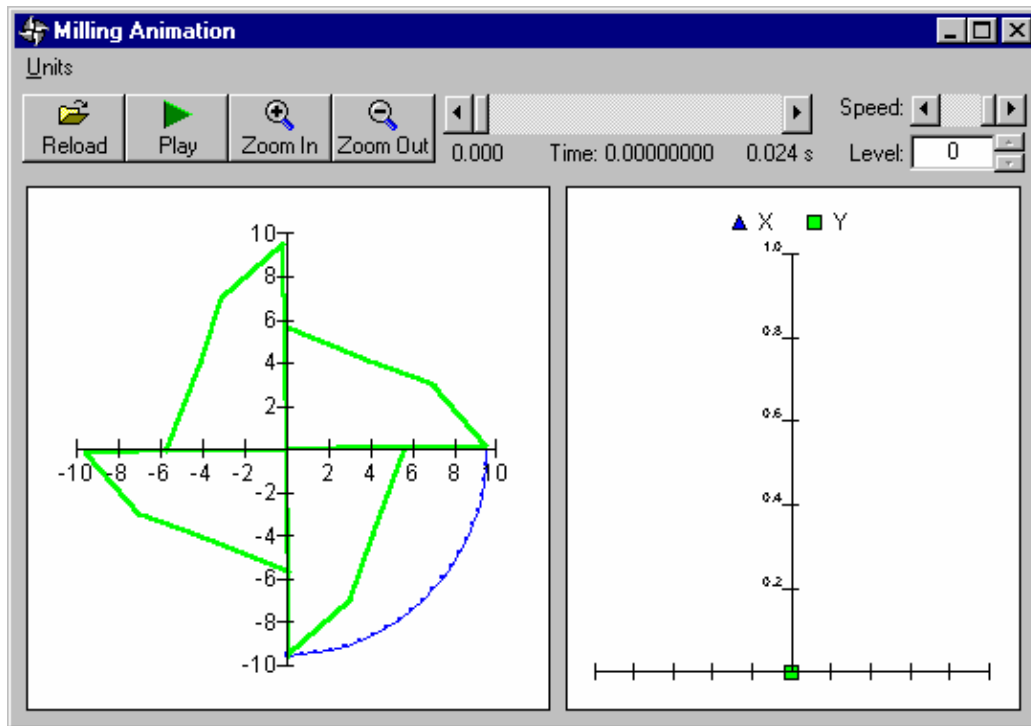 Milling Animation
Units
Reload Play Zoom In Zoom Out 0.000 Time: 0.00000000 0.024 s
Speed:
Level: 0
10
8
6
4
2
-10 -8 -6 -4 -2 2 4 6 8 10
-2
-4
-6
-8
-10
X Y
1.0
0.8
0.6
0.4
0.2